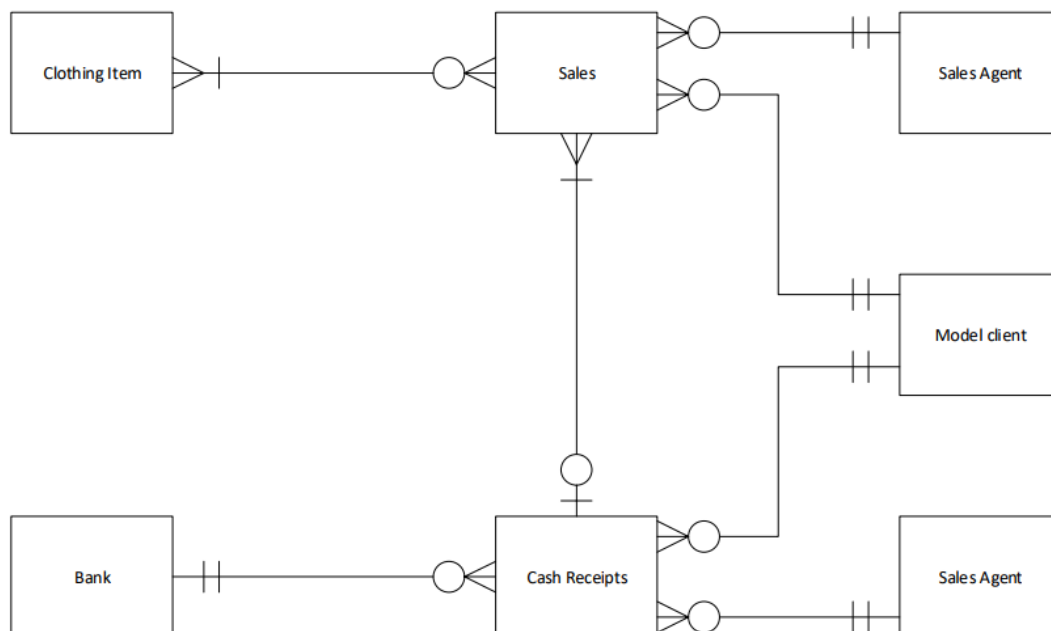 Clothing Item
Sales
Sales Agent
Model client
Bank
Cash Receipts
Sales Agent